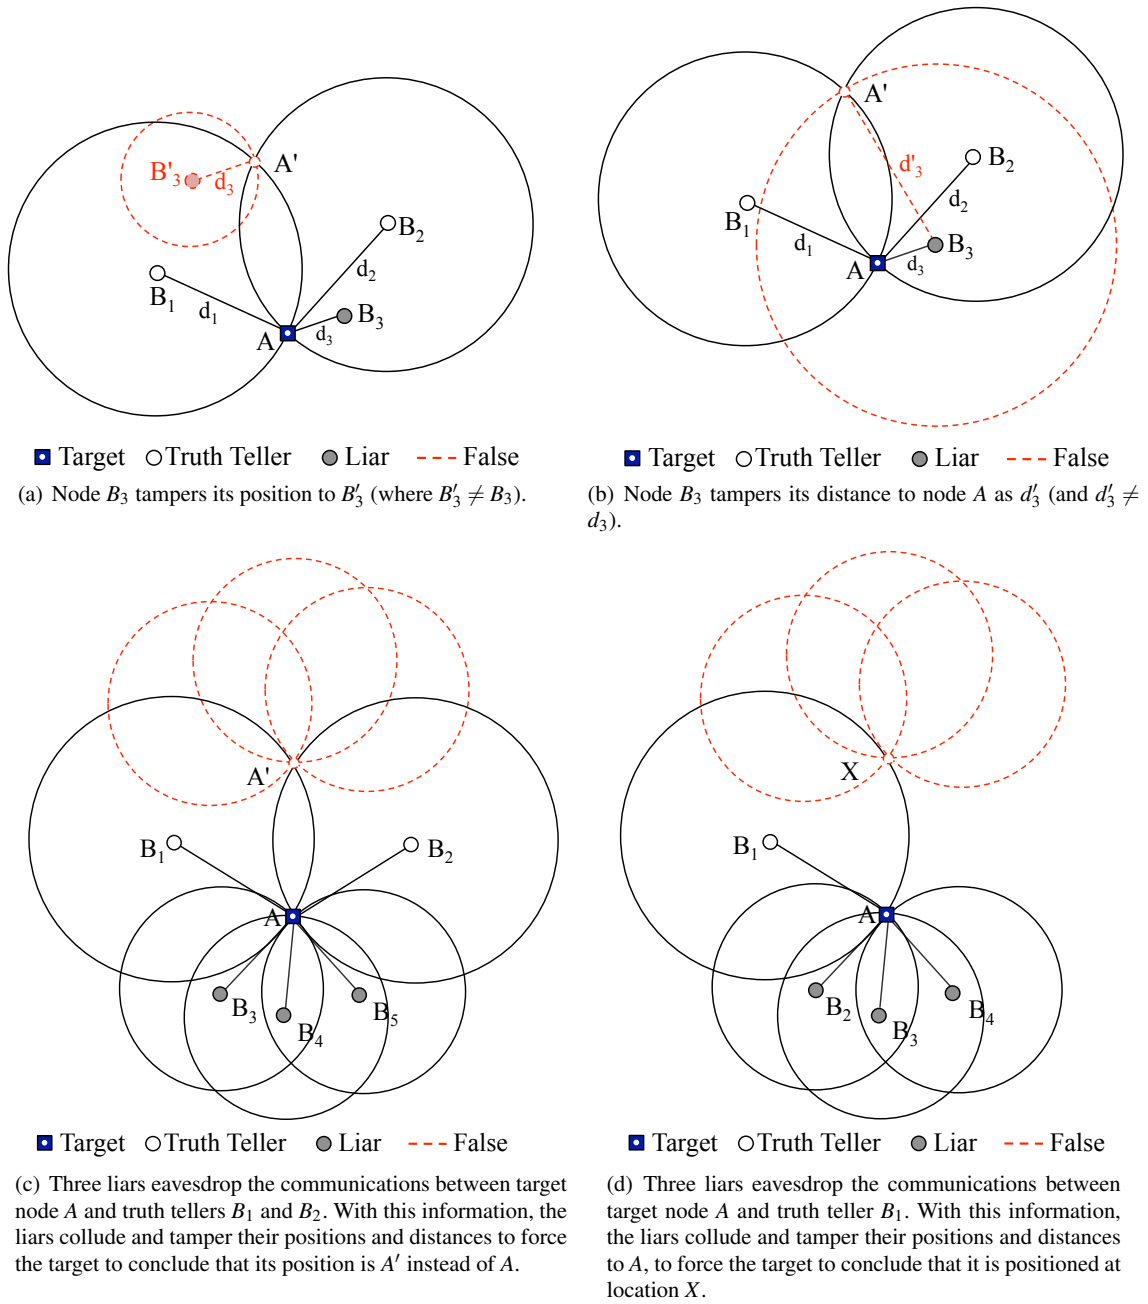 B'3
d3
A'
B2
d2
B1
d1
B3
A
d3
Target Truth Teller Liar False
(a) Node B3 tampers its position to B′3 (where B′3 ≠ B3).
A'
d'3
B2
B1
d2
d1
B3
A
d3
Target Truth Teller Liar False
(b) Node B3 tampers its distance to node A as d′3 (and d′3 ≠
d3).
A'
B1
B2
A
B3
B4
B5
Target Truth Teller Liar False
(c) Three liars eavesdrop the communications between target
node A and truth tellers B1 and B2. With this information, the
liars collude and tamper their positions and distances to force
the target to conclude that its position is A′ instead of A.
X
B1
A
B2
B3
B4
Target Truth Teller Liar False
(d) Three liars eavesdrop the communications between
target node A and truth teller B1. With this information,
the liars collude and tamper their positions and distances
to A, to force the target to conclude that it is positioned at
location X.